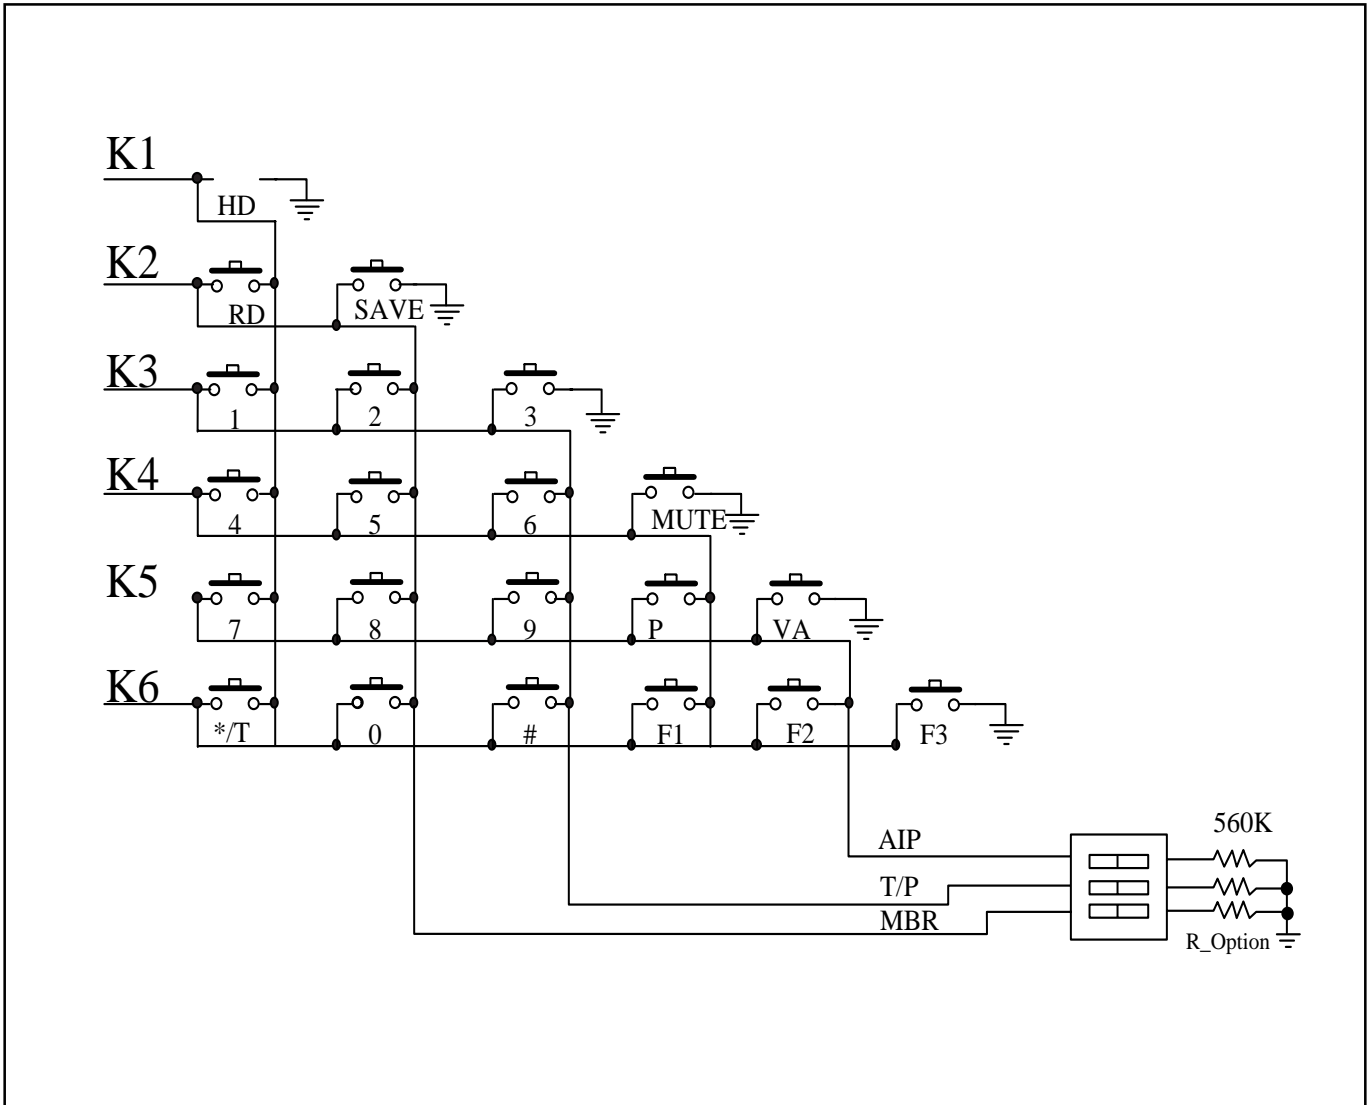 K1
HD
K2
RD SAVE
K3
1 2 3
K4
4 5 6 MUTE
K5
7 8 9 P VA
K6
*/T 0 # F1 F2 F3
560K
AIP
T/P
MBR
R_Option